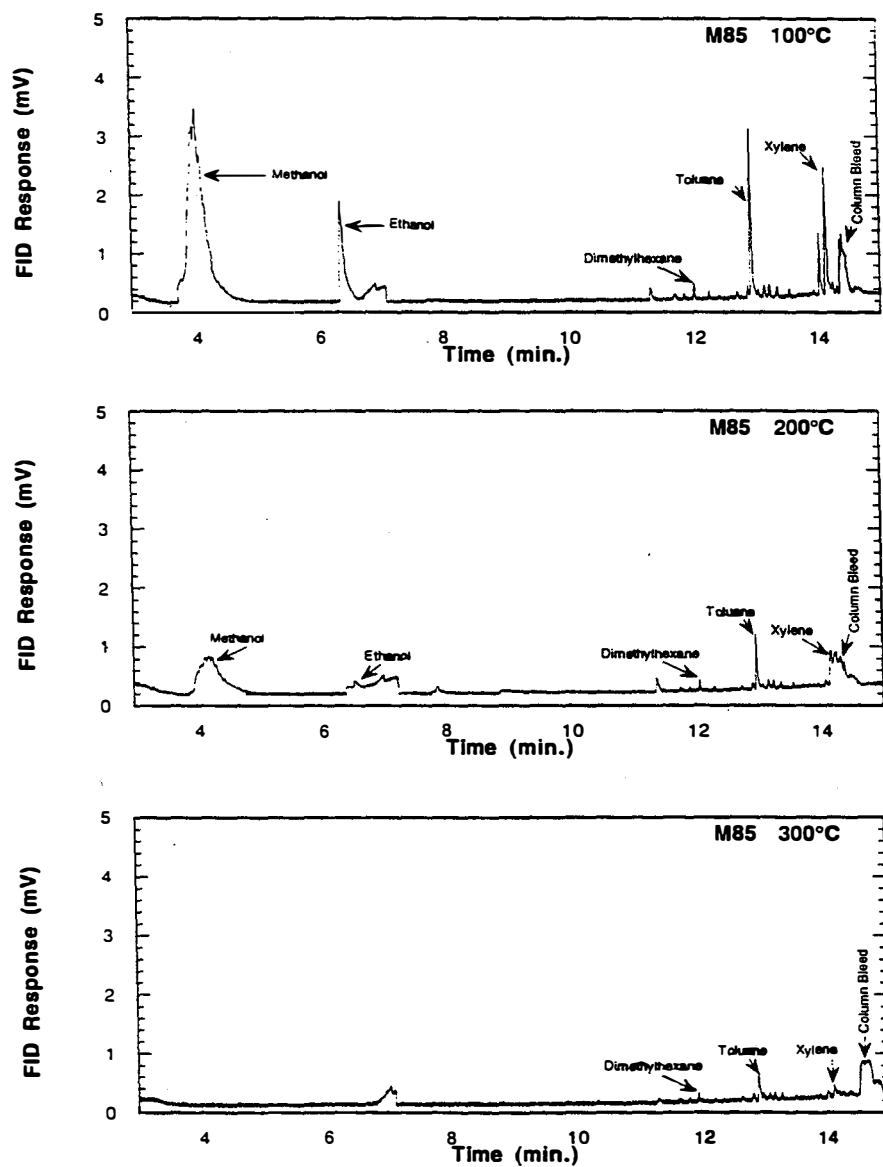 M85 100°C
FID Response (mV)
5
4
3
2
1
0
Methanol
Ethanol
Dimethylhexane
Toluene
Xylene
Column Bleed
4 6 8 10 12 14
Time (min.)
M85 200°C
FID Response (mV)
5
4
3
2
1
0
Methanol
Ethanol
Dimethylhexane
Toluene
Xylene
Column Bleed
4 6 8 10 12 14
Time (min.)
M85 300°C
FID Response (mV)
5
4
3
2
1
0
Dimethylhexane
Toluene
Xylene
Column Bleed
4 6 8 10 12 14
Time (min.)